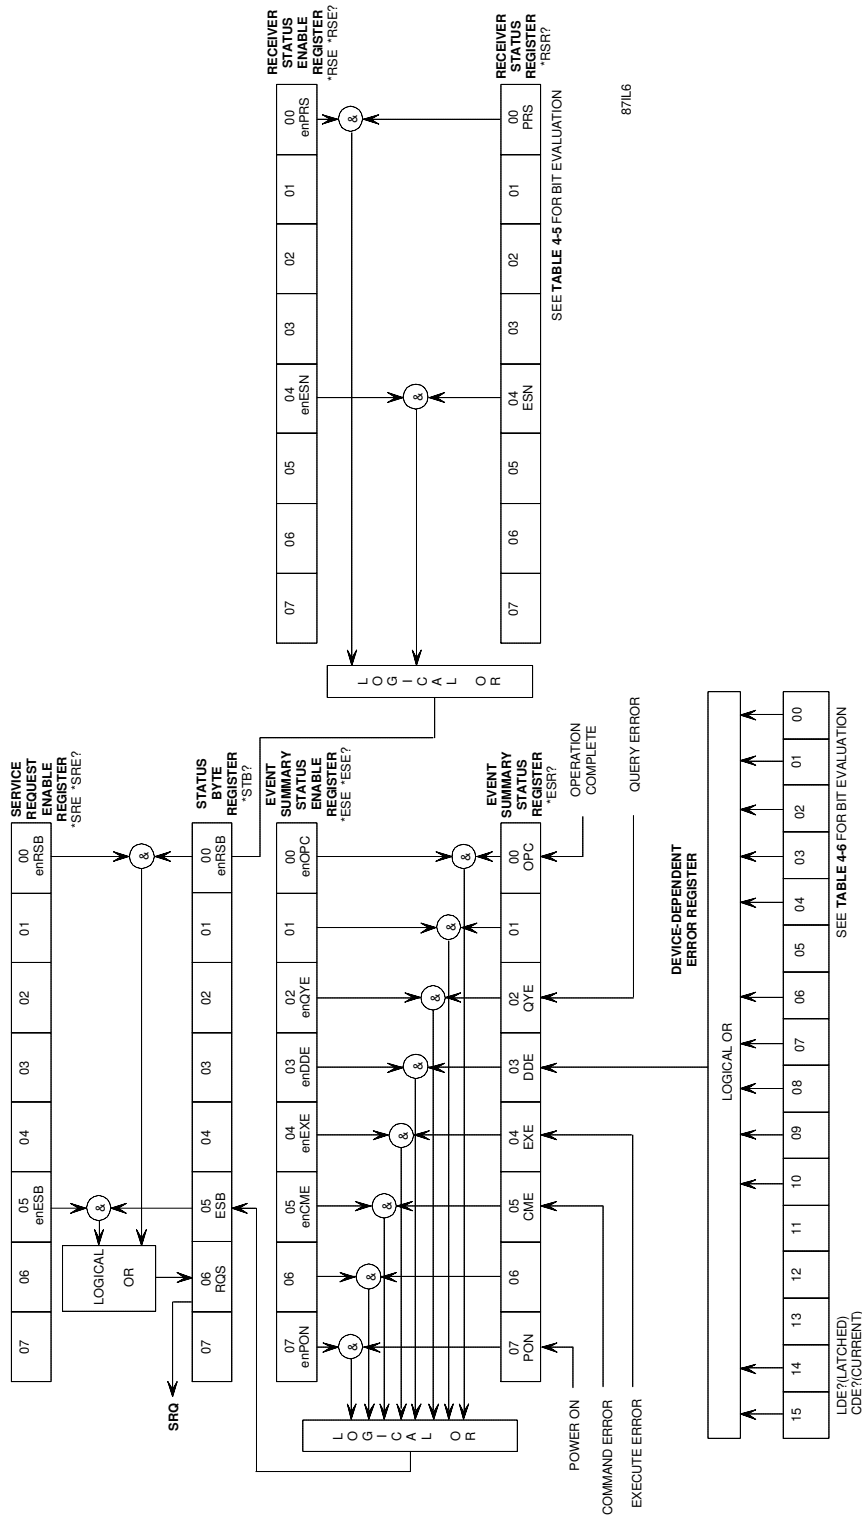 SERVICE
REQUEST
ENABLE
REGISTER
*SRE *SRE?
07
06
05
enESB
04
03
02
01
00
enRSB
&
&
LOGICAL
OR
SRQ
STATUS
BYTE
REGISTER
*STB?
07
06
RQS
05
ESB
04
03
02
01
00
enRSB
EVENT
SUMMARY
STATUS
ENABLE
REGISTER
*ESE *ESE?
07
enPON
06
05
enCME
04
enEXE
03
enDDE
02
enQYE
01
00
enOPC
&
&
&
&
&
&
&
&
LOGICAL OR
EVENT
SUMMARY
STATUS
REGISTER
*ESR?
07
PON
06
05
CME
04
EXE
03
DDE
02
QYE
01
00
OPC
POWER ON
COMMAND ERROR
EXECUTE ERROR
OPERATION
COMPLETE
QUERY ERROR
RECEIVER
STATUS
ENABLE
REGISTER
*RSE *RSE?
07
06
05
04
enESN
03
02
01
00
enPRS
&
&
LOGICAL OR
RECEIVER
STATUS
REGISTER
*RSR?
07
06
05
04
ESN
03
02
01
00
PRS
SEE TABLE 4-5 FOR BIT EVALUATION
87IL6
DEVICE-DEPENDENT
ERROR REGISTER
LOGICAL OR
15
14
13
12
11
10
09
08
07
06
05
04
03
02
01
00
LDE?(LATCHED)
CDE?(CURRENT)
SEE TABLE 4-6 FOR BIT EVALUATION